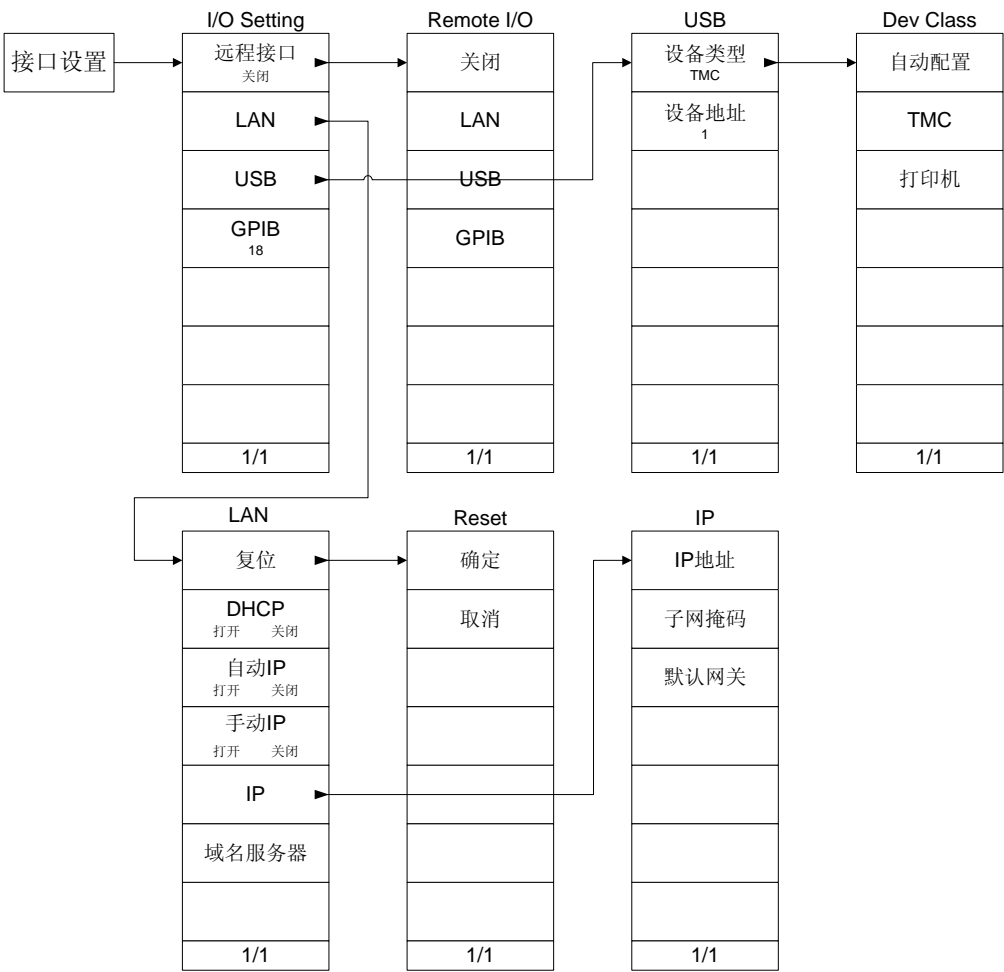 I/O Setting
Remote I/O
USB
Dev Class
接口设置
远程接口
关闭
LAN
USB
GPIB
18
1/1
关闭
LAN
USB
GPIB
1/1
设备类型
TMC
设备地址
1
1/1
自动配置
TMC
打印机
1/1
LAN
复位
DHCP
打开 关闭
自动IP
打开 关闭
手动IP
打开 关闭
IP
域名服务器
1/1
Reset
确定
取消
1/1
IP
IP地址
子网掩码
默认网关
1/1